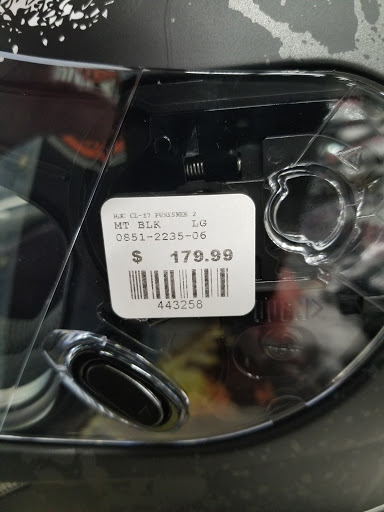 HJC CL-17 PUNISHER 2
MT BLK LG
0851-2235-06
$ 179.99
443258